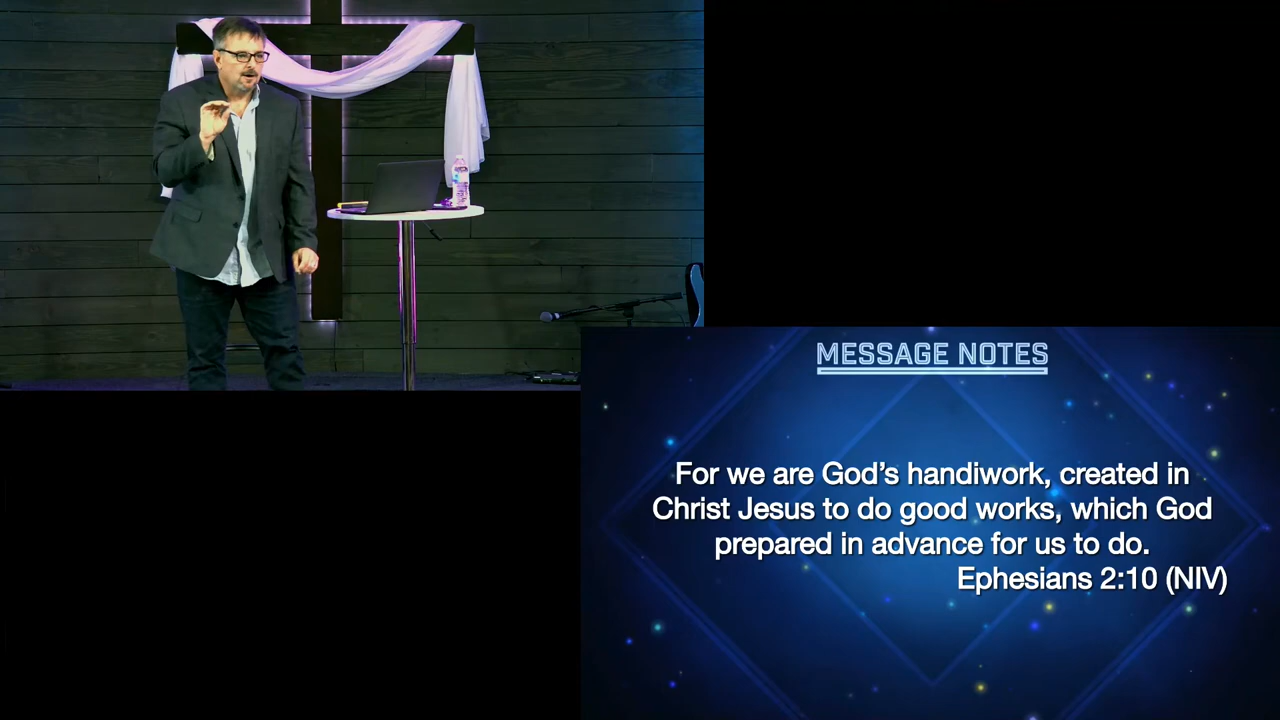 MESSAGE NOTES
For we are God’s handiwork, created in
Christ Jesus to do good works, which God
prepared in advance for us to do.
Ephesians 2:10 (NIV)